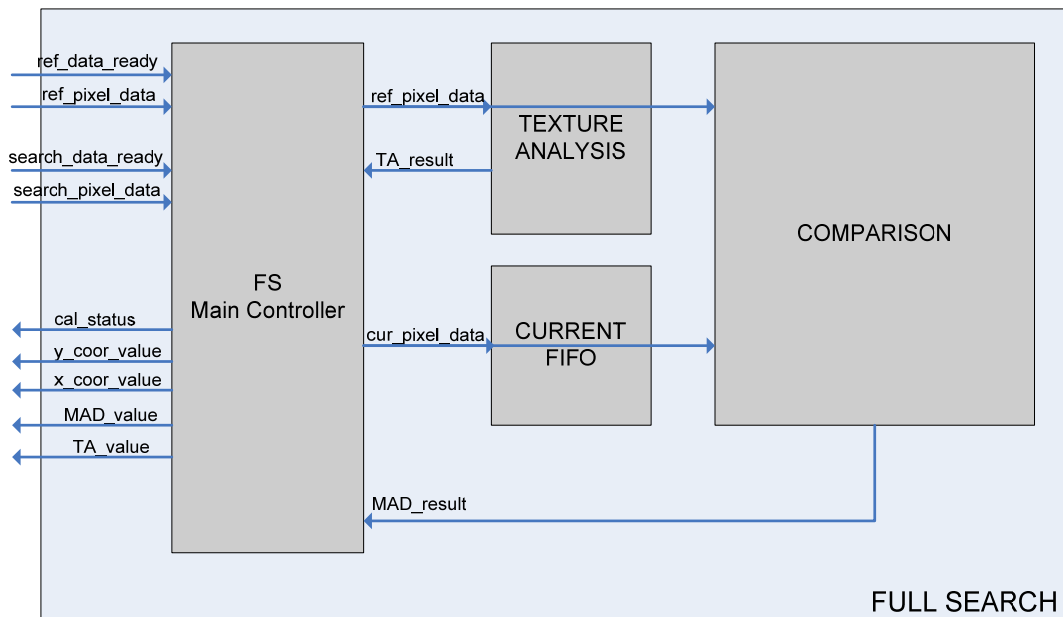 ref_data_ready
ref_pixel_data
search_data_ready
search_pixel_data
cal_status
y_coor_value
x_coor_value
MAD_value
TA_value
FS
Main Controller
ref_pixel_data
TA_result
cur_pixel_data
MAD_result
TEXTURE
ANALYSIS
CURRENT
FIFO
COMPARISON
FULL SEARCH